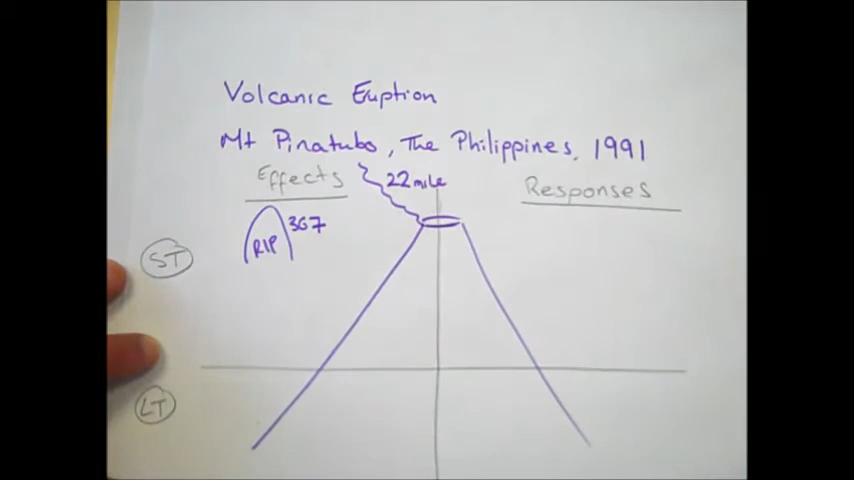 Volcanic Eruption
Mt Pinatubo, The Philippines, 1991
Effects
22 mile
Responses
RIP
367
ST
LT